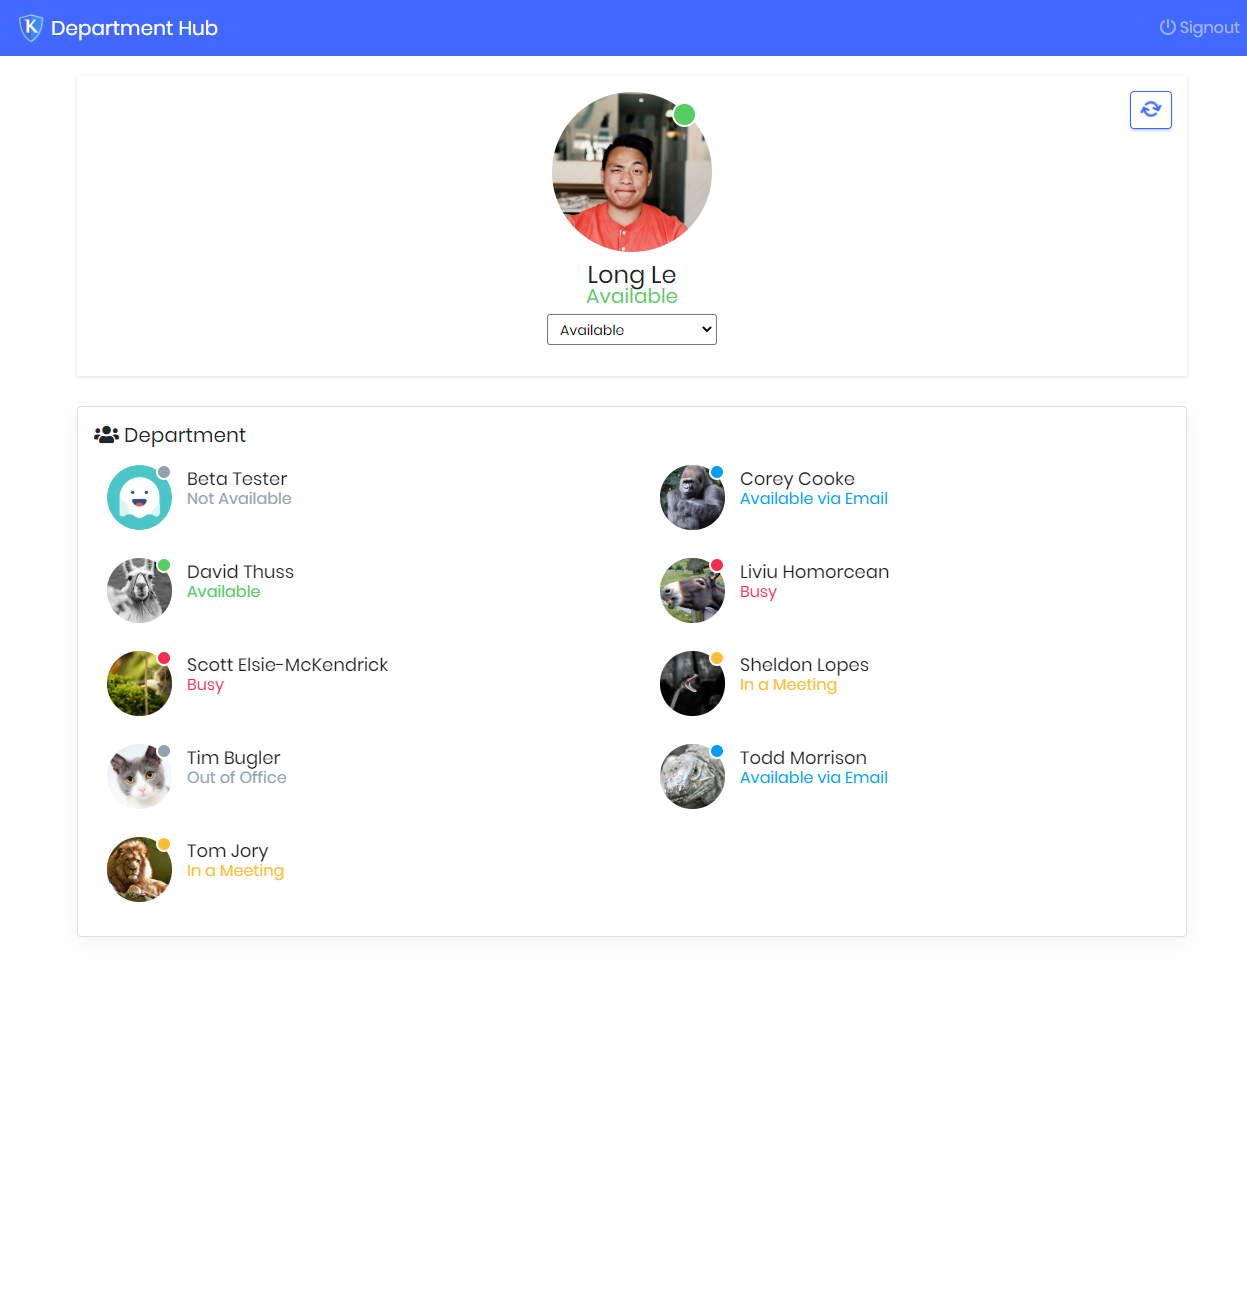 K Department Hub
Signout
Long Le
Available
Available
Department
Beta Tester
Not Available
Corey Cooke
Available via Email
David Thuss
Available
Liviu Homorcean
Busy
Scott Elsie-McKendrick
Busy
Sheldon Lopes
In a Meeting
Tim Bugler
Out of Office
Todd Morrison
Available via Email
Tom Jory
In a Meeting